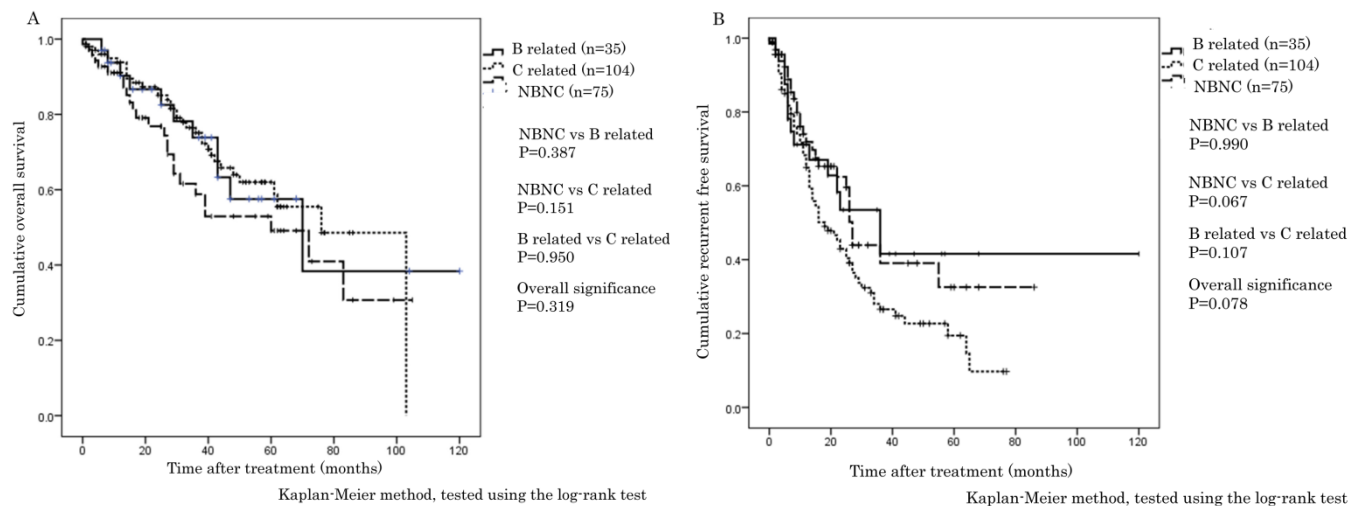 A
Cumulative overall survival
1.0
0.8
0.6
0.4
0.2
0.0
0
20
40
60
80
100
120
Time after treatment (months)
B related (n=35)
C related (n=104)
NBNC (n=75)
NBNC vs B related
P=0.387
NBNC vs C related
P=0.151
B related vs C related
P=0.950
Overall significance
P=0.319
Kaplan-Meier method, tested using the log-rank test
B
Cumulative recurrent free survival
1.0
0.8
0.6
0.4
0.2
0.0
0
20
40
60
80
100
120
Time after treatment (months)
B related (n=35)
C related (n=104)
NBNC (n=75)
NBNC vs B related
P=0.990
NBNC vs C related
P=0.067
B related vs C related
P=0.107
Overall significance
P=0.078
Kaplan-Meier method, tested using the log-rank test